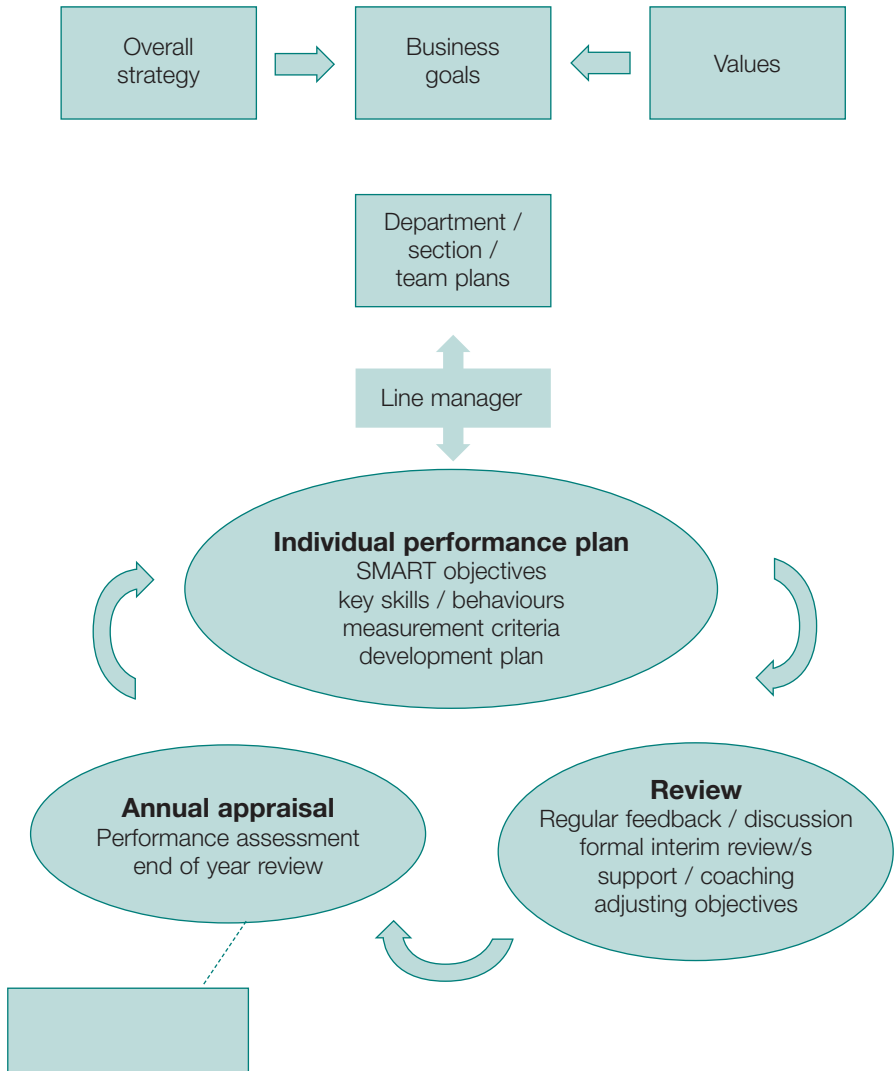 Overall
strategy
Business
goals
Values
Department /
section /
team plans
Line manager
Individual performance plan
SMART objectives
key skills / behaviours
measurement criteria
development plan
Annual appraisal
Performance assessment
end of year review
Review
Regular feedback / discussion
formal interim review/s
support / coaching
adjusting objectives